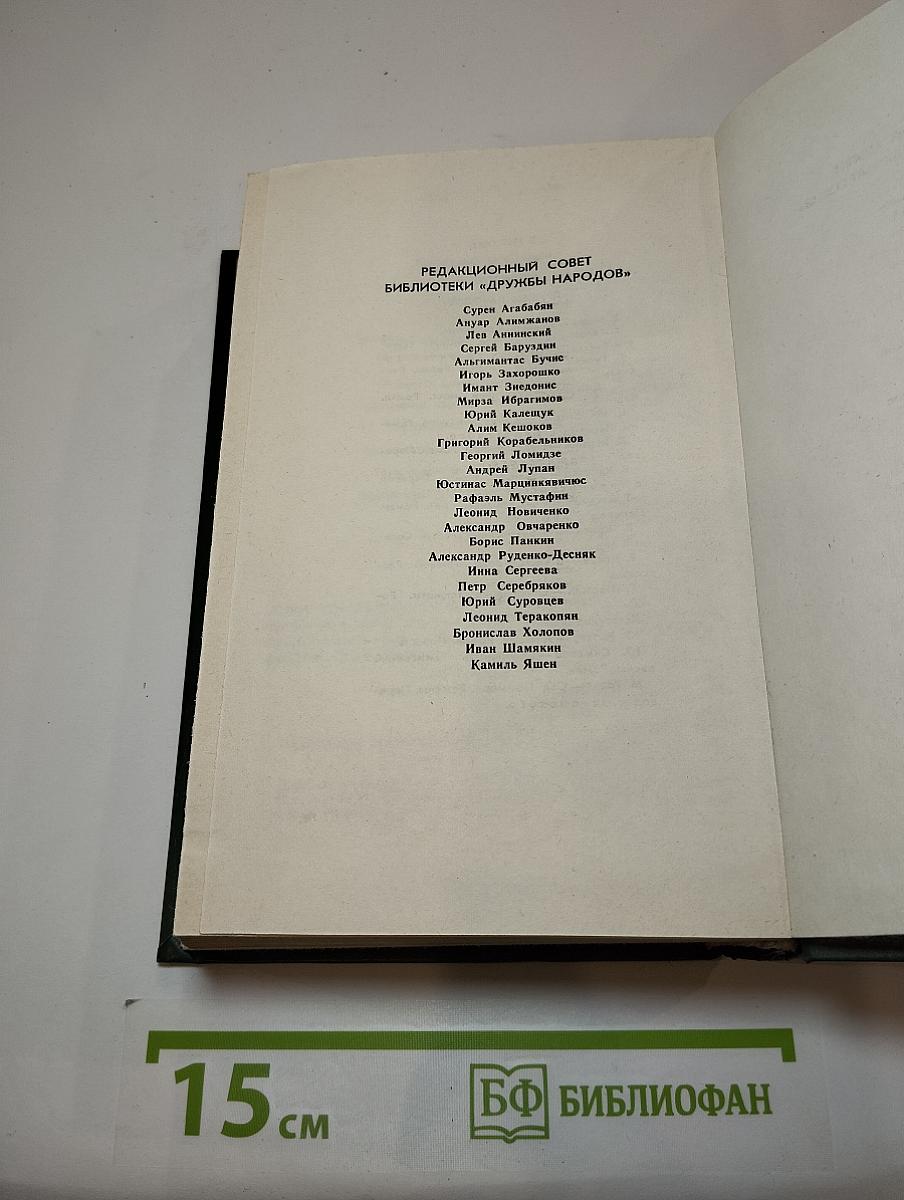 РЕДАКЦИОННЫЙ СОВЕТ
БИБЛИОТЕКИ «ДРУЖБЫ НАРОДОВ»
Сурен Агабабян
Ануар Алимжанов
Лев Аннинский
Сергей Баруздин
Альгимантас Бучис
Игорь Захорошко
Имант Зиедонис
Мирза Ибрагимов
Юрий Калещук
Алим Кешоков
Григорий Корабельников
Георгий Ломидзе
Андрей Лупан
Юстинас Марцинкявичюс
Рафаэль Мустафин
Леонид Новиченко
Александр Овчаренко
Борис Панкин
Александр Руденко-Десняк
Инна Сергеева
Петр Серебряков
Юрий Суровцев
Леонид Теракопян
Бронислав Холопов
Иван Шамякин
Камиль Яшен
15 см
БФ БИБЛИОФАН